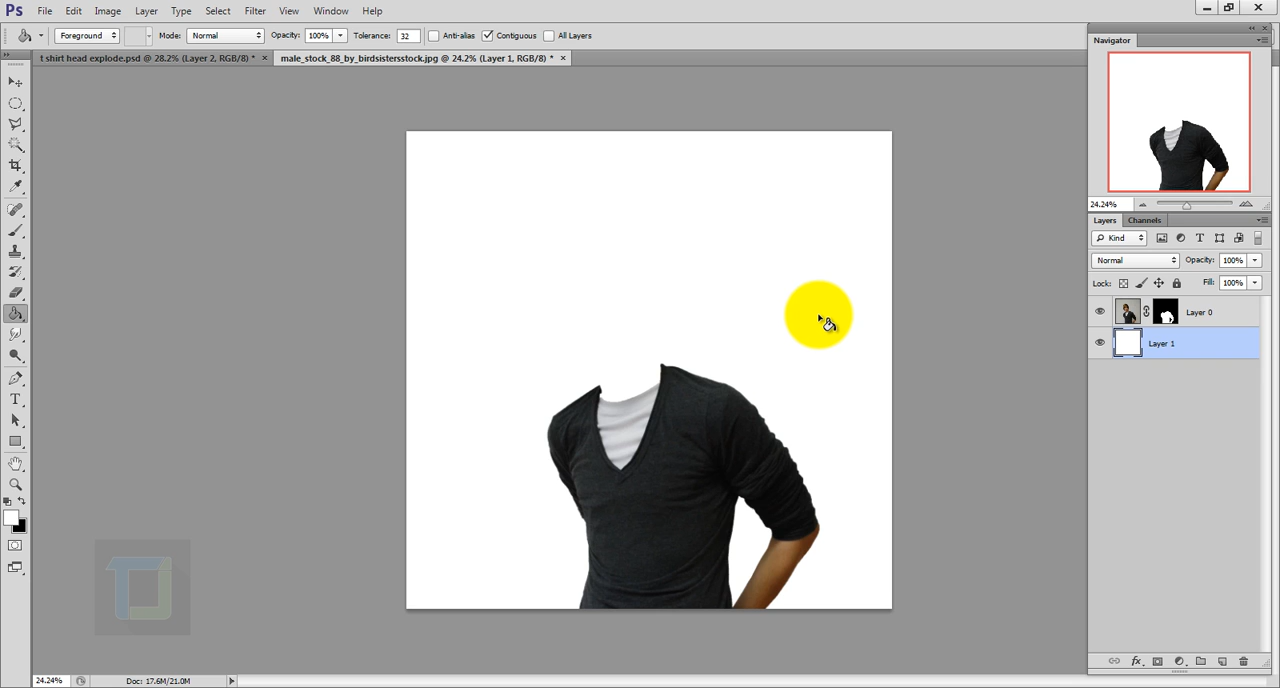 Ps File Edit Image Layer Type Select Filter View Window Help
Foreground Mode: Normal Opacity: 100% Tolerance: 32 Anti-alias Contiguous All Layers
t shirt head explode.psd @ 28.2% (Layer 2, RGB/8) * × male_stock_88_by_birdsistersstock.jpg @ 24.2% (Layer 1, RGB/8) * ×
Navigator
24.24%
Layers Channels
Kind
Normal Opacity: 100%
Lock: Fill: 100%
Layer 0
Layer 1
fx
24.24% Doc: 17.6M/21.0M